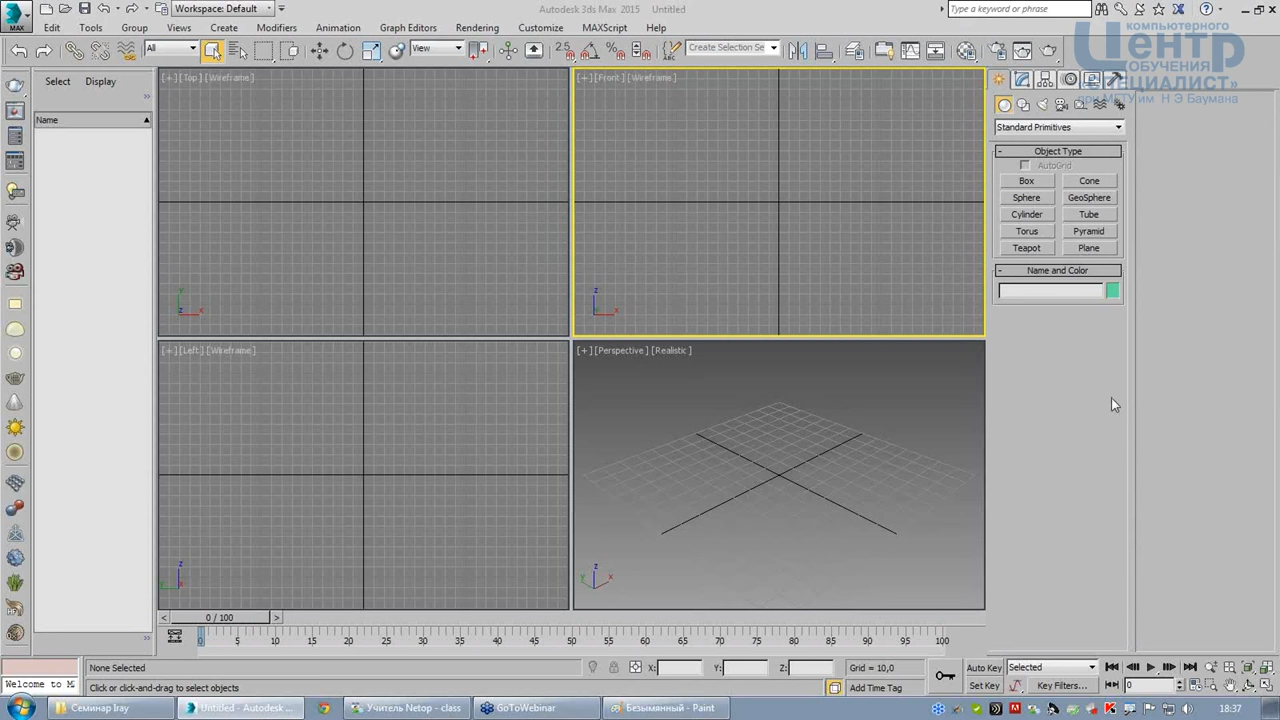 Workspace: Default
Autodesk 3ds Max 2015   Untitled
Type a keyword or phrase
MAX
Edit Tools Group Views Create Modifiers Animation Graph Editors Rendering Customize MAXScript Help
All
View
2.5
Create Selection Se
компьютерного
Центр
ОБУЧЕНИЯ
СПЕЦИАЛИСТ»
при МГТУ им Н Э Баумана
Select Display
Name
[+] [Top] [Wireframe]
[+] [Front] [Wireframe]
[+] [Left] [Wireframe]
[+] [Perspective] [Realistic]
Standard Primitives
Object Type
AutoGrid
Box Cone
Sphere GeoSphere
Cylinder Tube
Torus Pyramid
Teapot Plane
Name and Color
0 / 100
0 5 10 15 20 25 30 35 40 45 50 55 60 65 70 75 80 85 90 95 100
None Selected
X: Y: Z:
Grid = 10,0
Auto Key
Selected
Welcome to M
Click or click-and-drag to select objects
Add Time Tag
Set Key
Key Filters...
0
Семинар Iray
Untitled - Autodesk ...
Учитель Netop - class
GoToWebinar
Безымянный - Paint
18:37